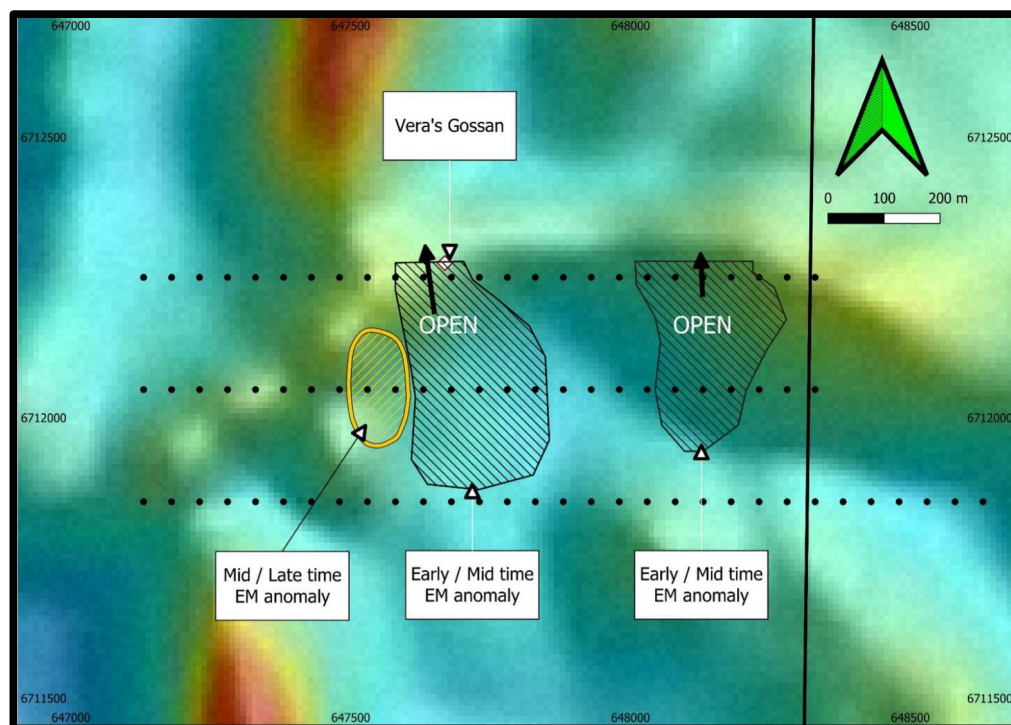 647000
647500
648000
648500
Vera's Gossan
6712500
6712500
0
100
200 m
OPEN
OPEN
6712000
6712000
Mid / Late time
EM anomaly
Early / Mid time
EM anomaly
Early / Mid time
EM anomaly
6711500
6711500
647000
647500
648000
648500